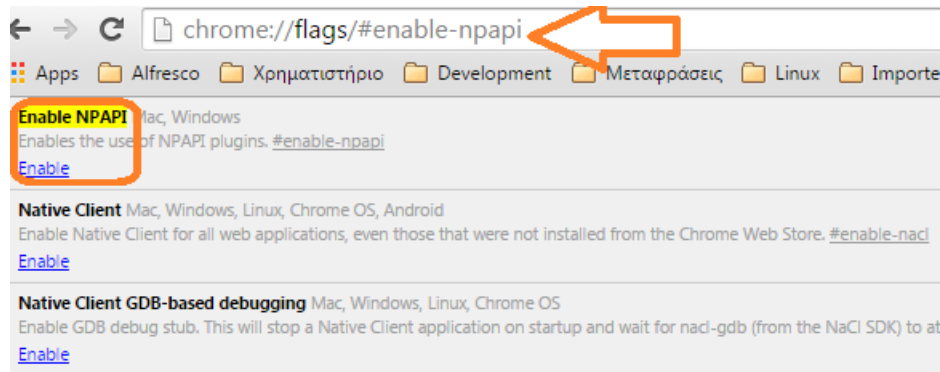 chrome://flags/#enable-npapi
Apps Alfresco Χρηματιστήριο Development Μεταφράσεις Linux Importe
Enable NPAPI Mac, Windows
Enables the use of NPAPI plugins. #enable-npapi
Enable
Native Client Mac, Windows, Linux, Chrome OS, Android
Enable Native Client for all web applications, even those that were not installed from the Chrome Web Store. #enable-nacl
Enable
Native Client GDB-based debugging Mac, Windows, Linux, Chrome OS
Enable GDB debug stub. This will stop a Native Client application on startup and wait for nacl-gdb (from the NaCl SDK) to at
Enable